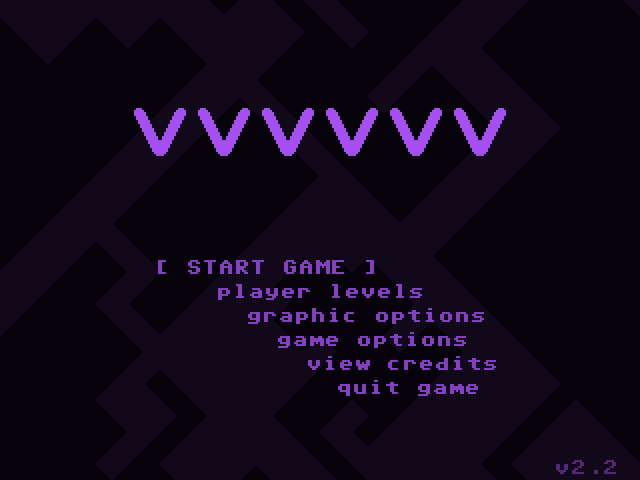 VVVVVV
[ START GAME ]
player levels
graphic options
game options
view credits
quit game
v2.2